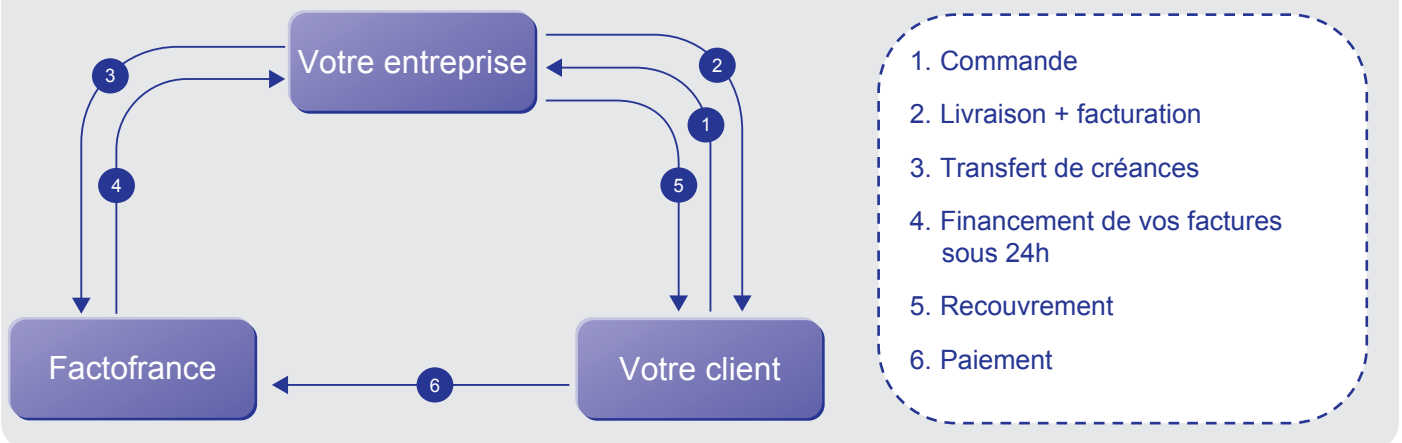 Votre entreprise
3
2
1
4
5
Factofrance
6
Votre client
1. Commande
2. Livraison + facturation
3. Transfert de créances
4. Financement de vos factures
sous 24h
5. Recouvrement
6. Paiement